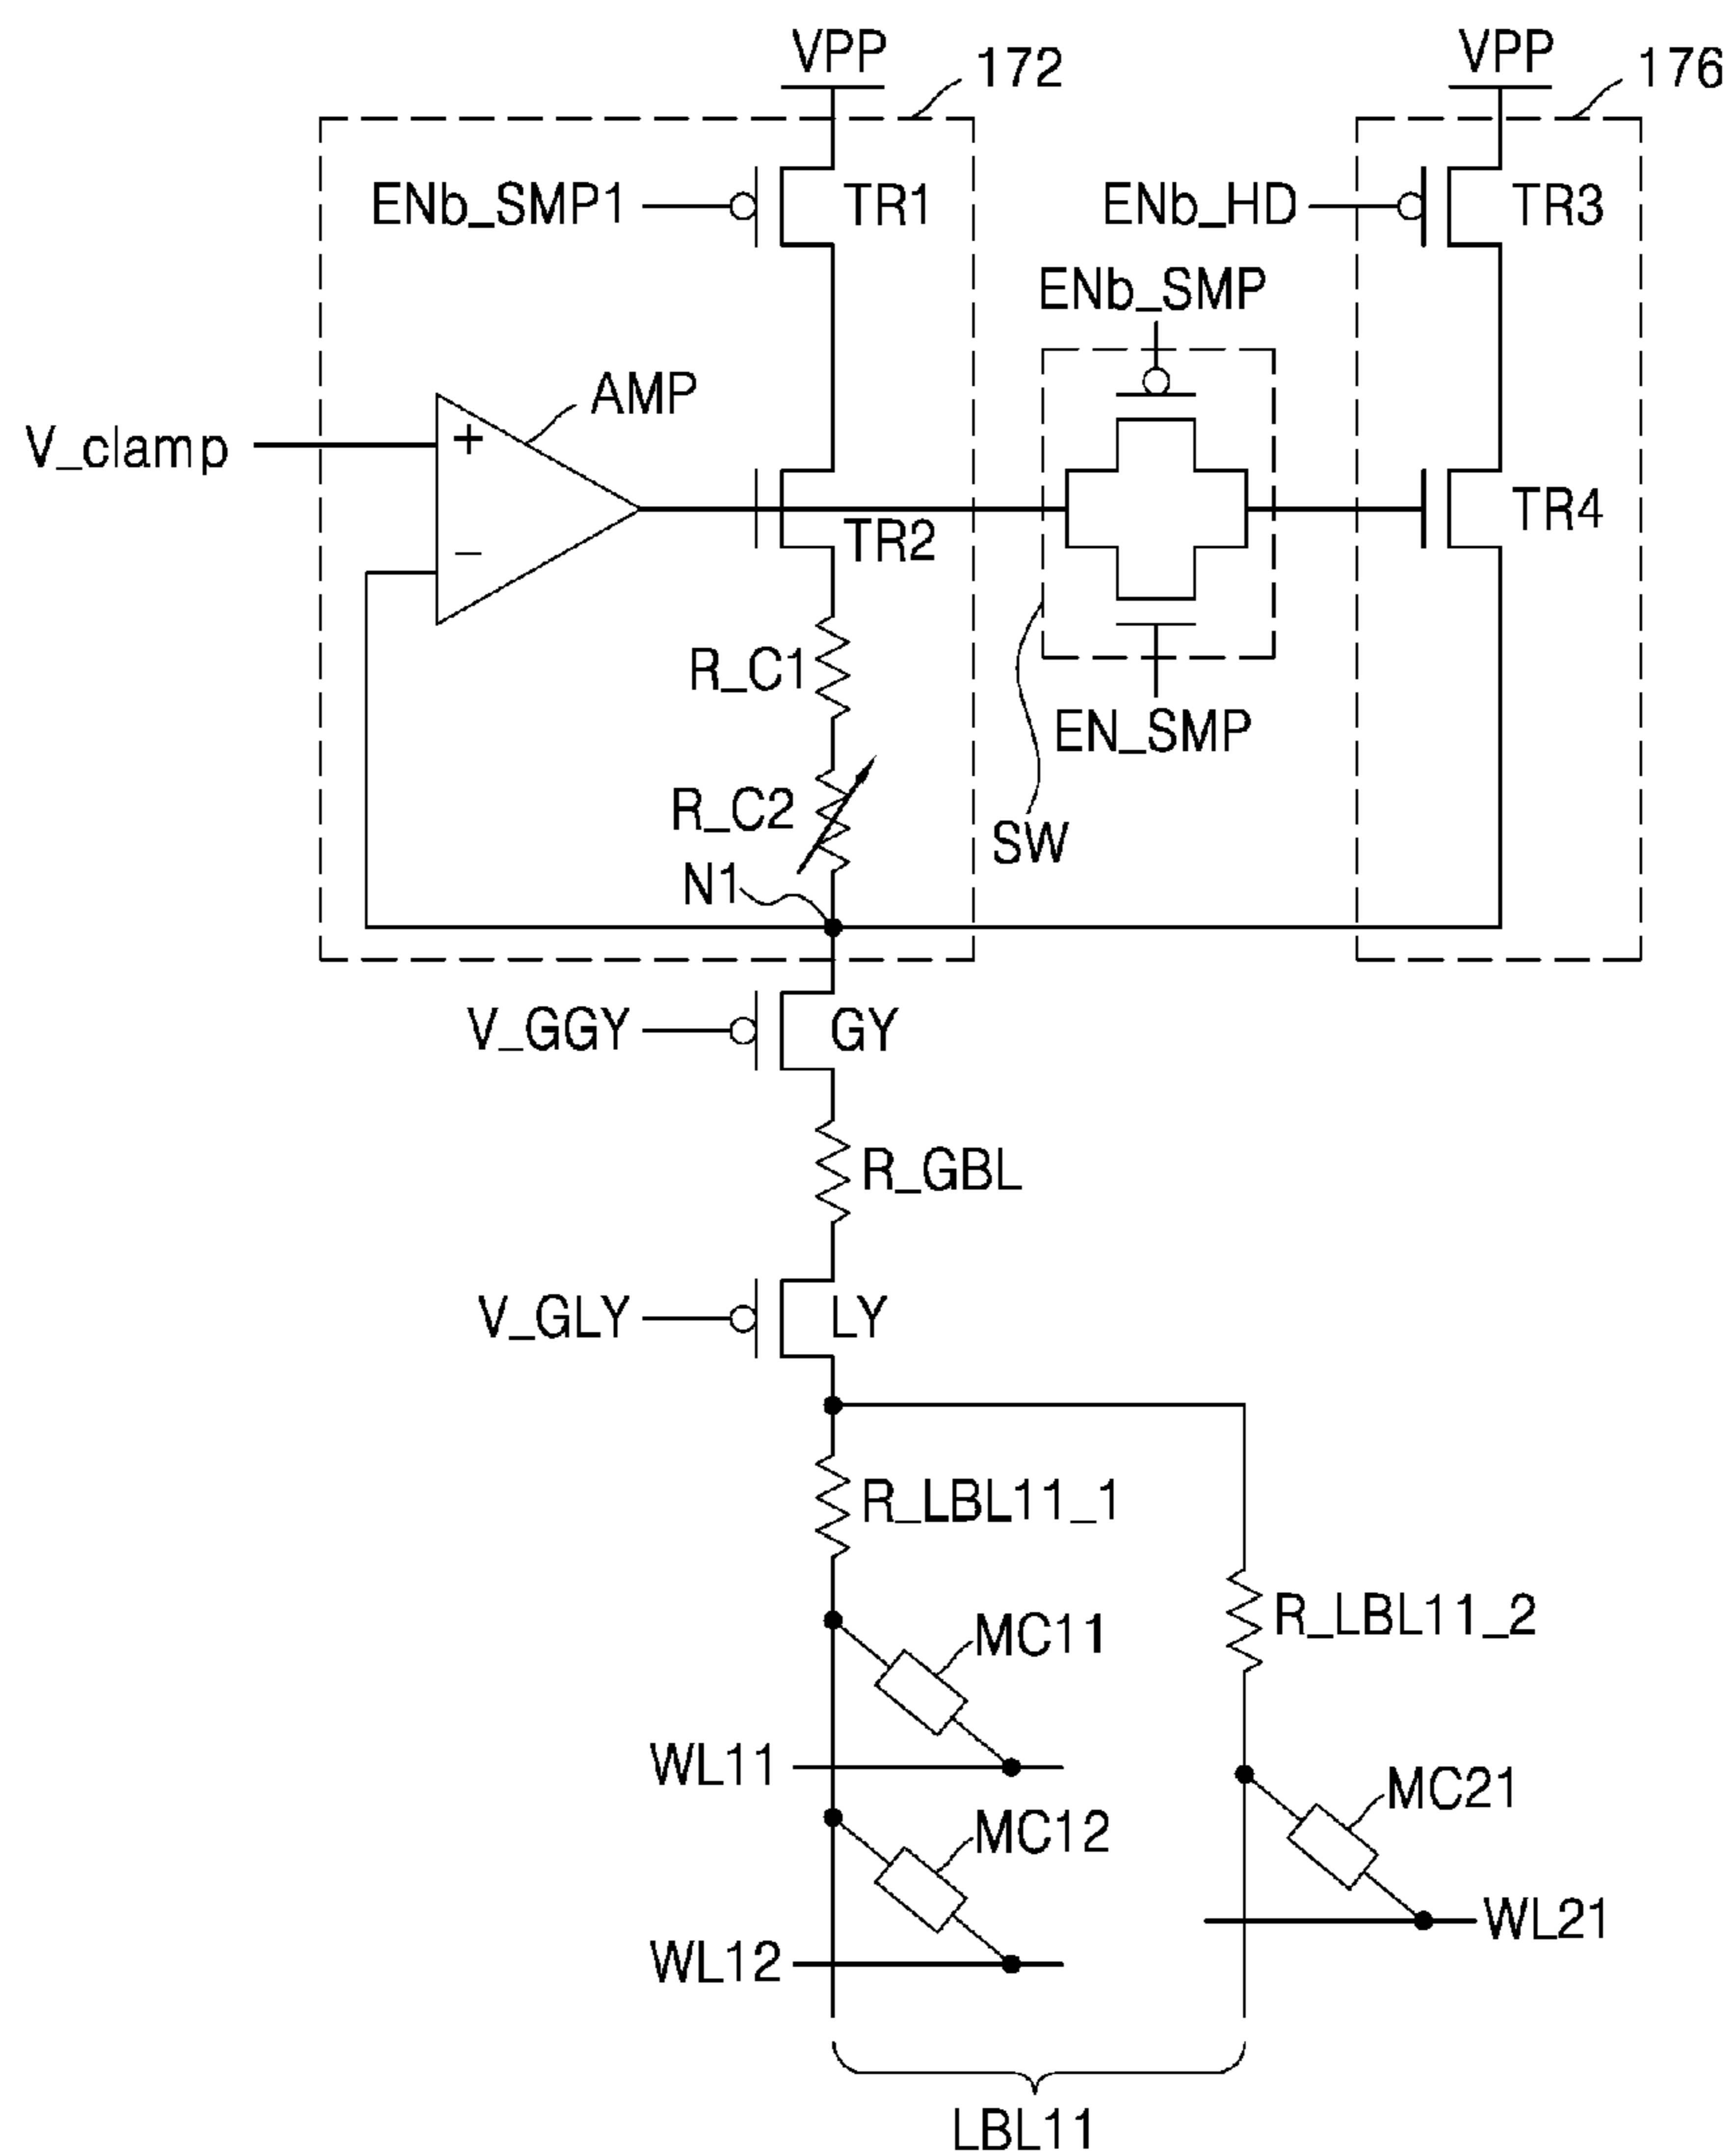 VPP
172
VPP
176
ENb_SMP1
TR1
ENb_HD
TR3
ENb_SMP
AMP
V_clamp
+
TR2
TR4
−
R_C1
EN_SMP
R_C2
SW
N1
V_GGY
GY
R_GBL
V_GLY
LY
R_LBL11_1
R_LBL11_2
MC11
WL11
MC21
MC12
WL21
WL12
LBL11